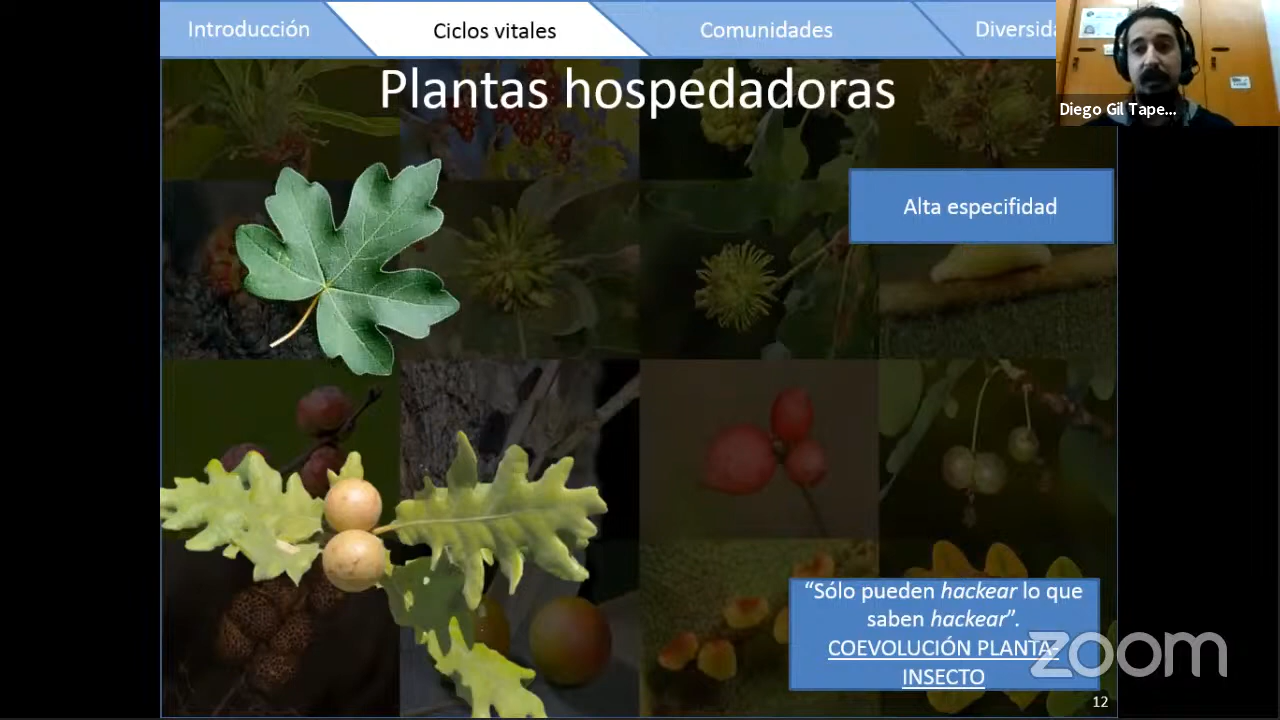 Introducción
Ciclos vitales
Comunidades
Diversida
Plantas hospedadoras
Diego Gil Tape...
Alta especifidad
“Sólo pueden hackear lo que
saben hackear”.
COEVOLUCIÓN PLANTA-
INSECTO
zoom
12